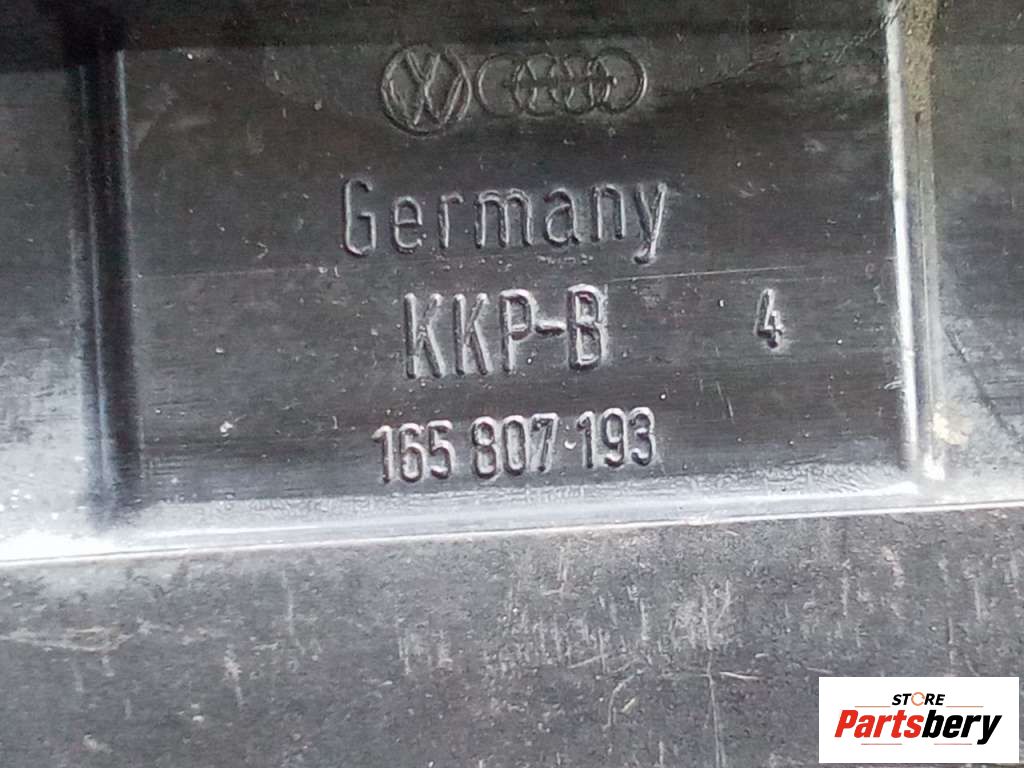 Germany
KKP-B 4
165 807 193
STORE
Partsbery